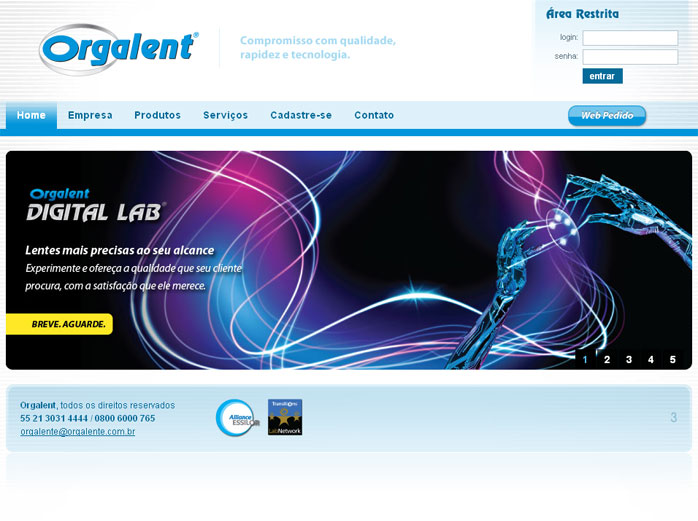 Orgalent®
Compromisso com qualidade,
rapidez e tecnologia.
Área Restrita
login:
senha:
entrar
Home Empresa Produtos Serviços Cadastre-se Contato
Web Pedido
Orgalent
DIGITAL LAB®
Lentes mais precisas ao seu alcance
Experimente e ofereça a qualidade que seu cliente
procura, com a satisfação que ele merece.
BREVE. AGUARDE.
1 2 3 4 5
Orgalent, todos os direitos reservados
55 21 3031 4444 / 0800 6000 765
orgalente@orgalente.com.br
Alliance
ESSILOR
Transitions
LabNetwork
3